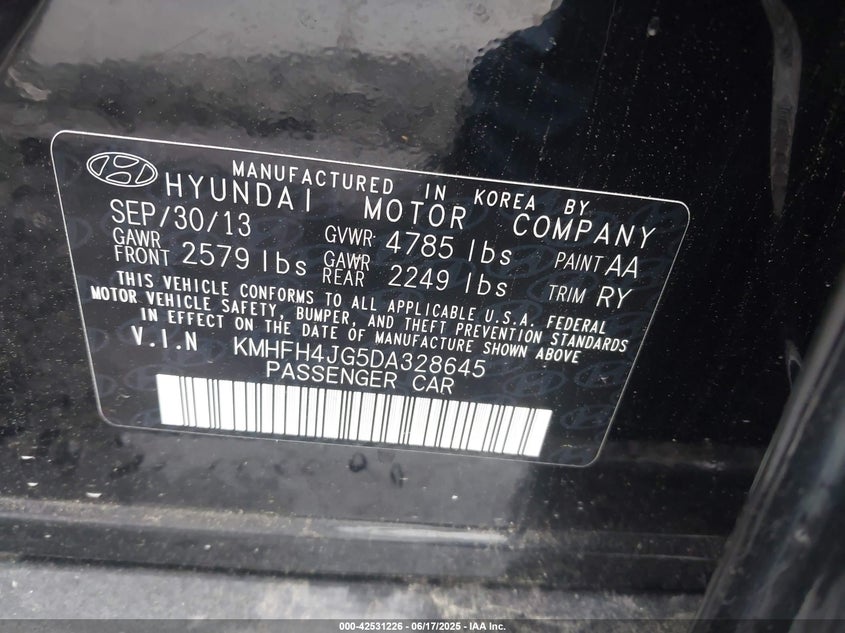 MANUFACTURED IN KOREA BY
HYUNDAI MOTOR COMPANY
SEP/30/13 GVWR 4785 lbs PAINT AA
GAWR FRONT 2579 lbs GAWR REAR 2249 lbs TRIM RY
THIS VEHICLE CONFORMS TO ALL APPLICABLE U.S.A. FEDERAL
MOTOR VEHICLE SAFETY, BUMPER, AND THEFT PREVENTION STANDARDS
IN EFFECT ON THE DATE OF MANUFACTURE SHOWN ABOVE
V.I.N KMHFH4JG5DA328645
PASSENGER CAR
000-42531226 - 06/17/2025 - IAA Inc.